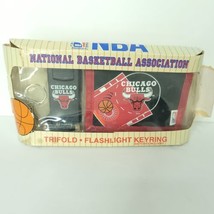 NBA
NATIONAL BASKETBALL ASSOCIATION
CHICAGO
BULLS
CHICAGO
BULLS
TRIFOLD • FLASHLIGHT KEYRING